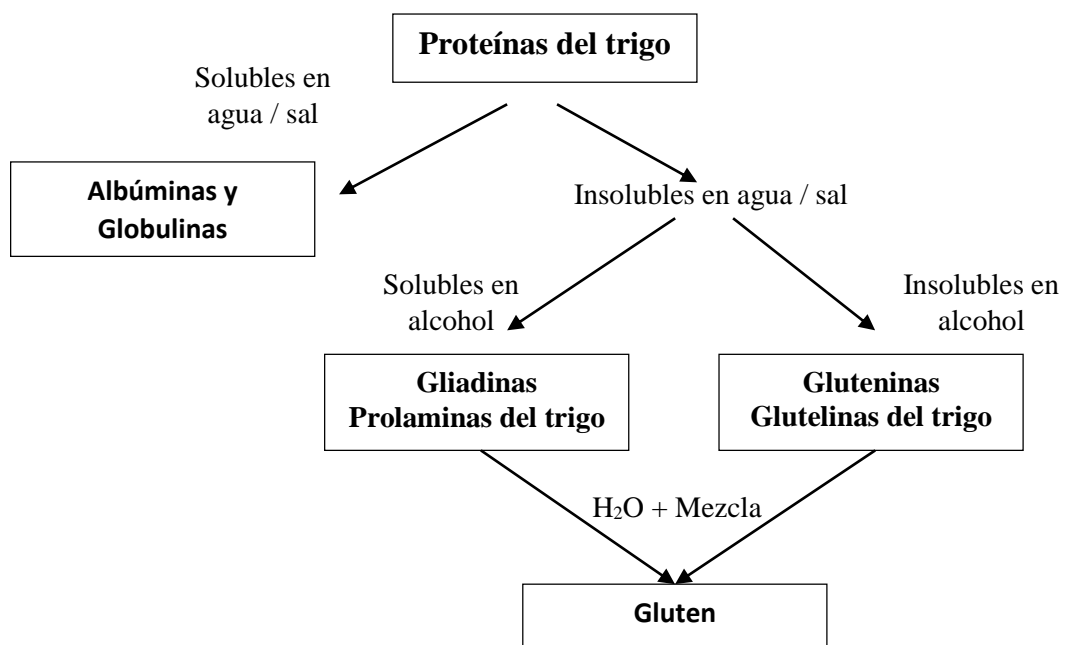 Proteínas del trigo
Solubles en
agua / sal
Albúminas y
Globulinas
Insolubles en agua / sal
Solubles en
alcohol
Insolubles en
alcohol
Gliadinas
Prolaminas del trigo
Gluteninas
Glutelinas del trigo
H₂O + Mezcla
Gluten